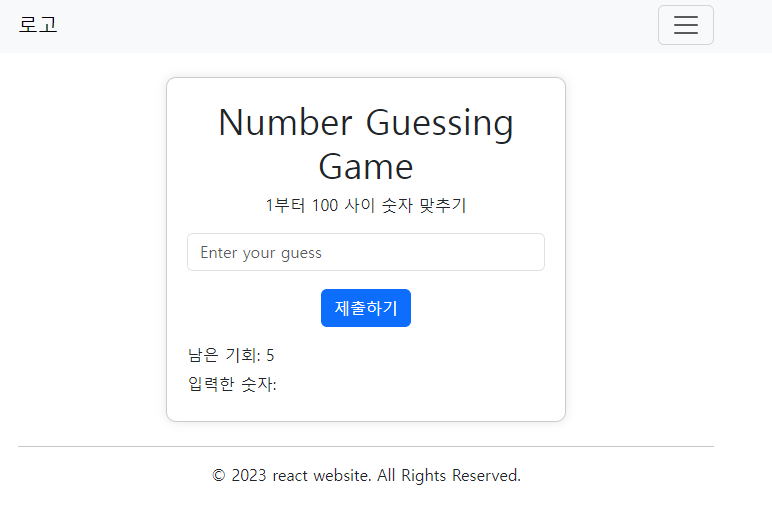 로고
Number Guessing
Game
1부터 100 사이 숫자 맞추기
Enter your guess
제출하기
남은 기회: 5
입력한 숫자:
© 2023 react website. All Rights Reserved.